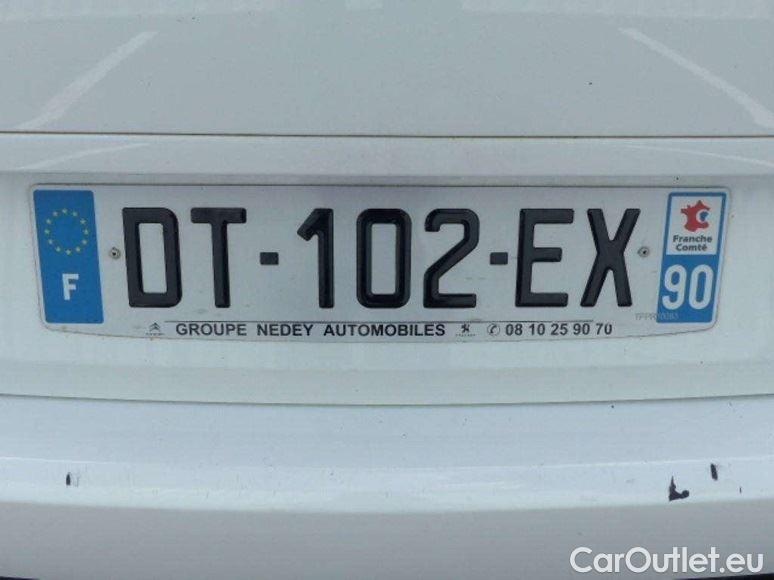 F DT-102-EX
Franche
Comté
90
GROUPE NEDEY AUTOMOBILES ✆ 08 10 25 90 70
CarOutlet.eu